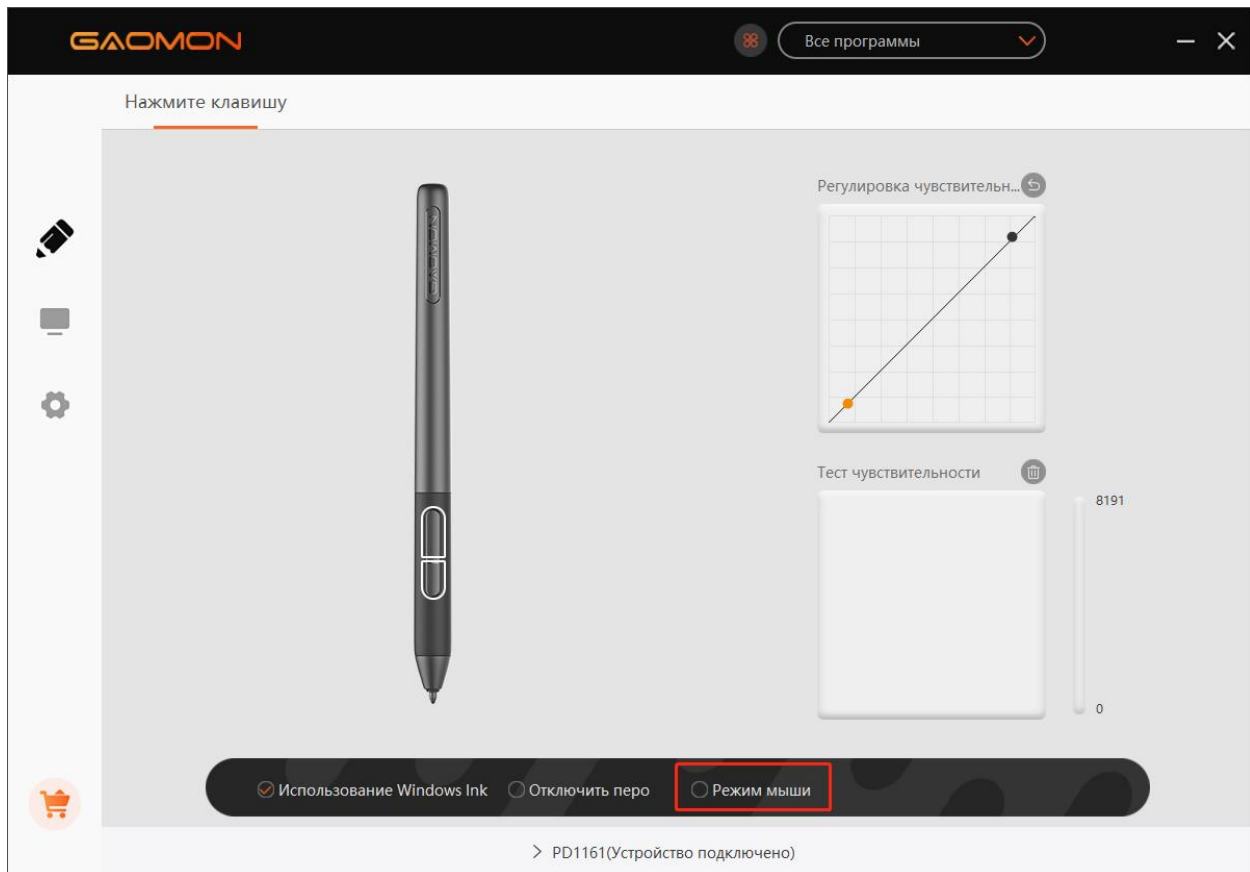 GAOMON
Все программы
Нажмите клавишу
Регулировка чувствительн...
GAOMON
Тест чувствительности
8191
0
Использование Windows Ink
Отключить перо
Режим мыши
PD1161(Устройство подключено)